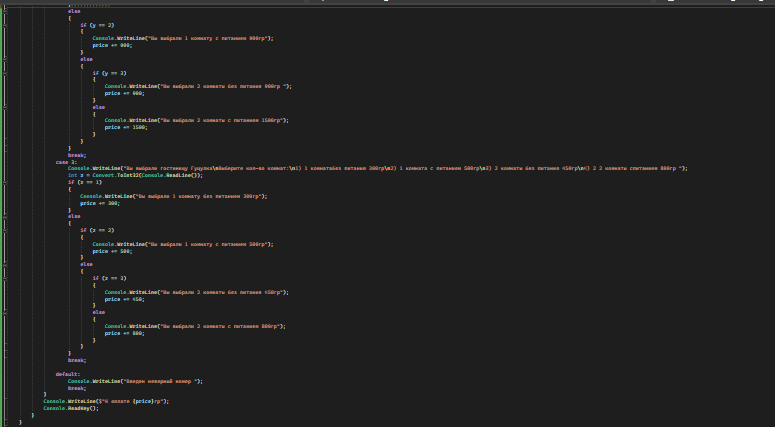 else
{
if (y == 2)
{
Console.WriteLine("Вы выбрали 1 комнату с питанием 900гр");
price += 900;
}
else
{
if (y == 3)
{
Console.WriteLine("Вы выбрали 2 комнаты без питания 900гр ");
price += 900;
}
else
{
Console.WriteLine("Вы выбрали 2 комнаты с питанием 1500гр");
price += 1500;
}
}
}
break;
case 3:
Console.WriteLine("Вы выбрали гостиницу Гуцулка\nВыберите кол-во комнат:\n1) 1 комнатабез питания 300гр\n2) 1 комната с питанием 500гр\n3) 2 комнаты без питания 450гр\n4) 2 2 комнаты спитанием 800гр ");
int z = Convert.ToInt32(Console.ReadLine());
if (z == 1)
{
Console.WriteLine("Вы выбрали 1 комнату без питания 300гр");
price += 300;
}
else
{
if (z == 2)
{
Console.WriteLine("Вы выбрали 1 комнату с питанием 500гр");
price += 500;
}
else
{
if (z == 3)
{
Console.WriteLine("Вы выбрали 2 комнаты без питания 450гр");
price += 450;
}
else
{
Console.WriteLine("Вы выбрали 2 комнаты с питанием 800гр");
price += 800;
}
}
}
break;
default:
Console.WriteLine("Введен неверный номер ");
break;
}
Console.WriteLine($"К оплате {price}гр");
Console.ReadKey();
}
}